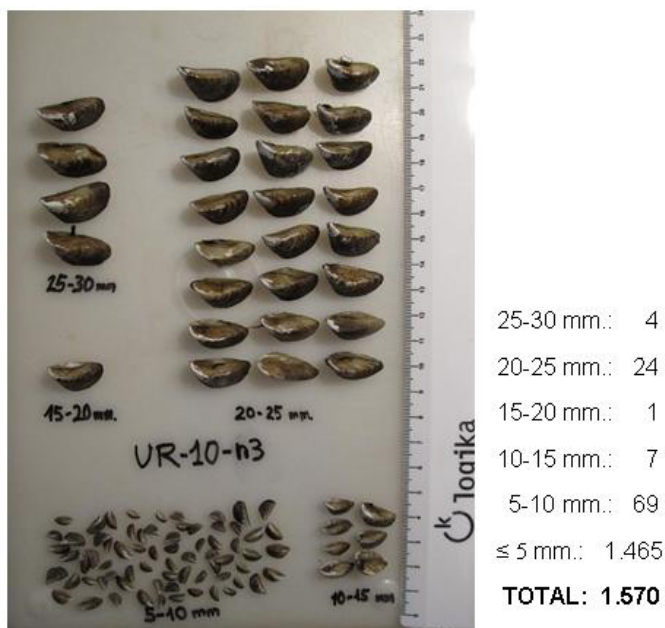 25-30 mm
15-20 mm.
20-25 mm.
VR-10-n3
5-10 mm
10-15 mm
logika
25-30 mm.: 4
20-25 mm.: 24
15-20 mm.: 1
10-15 mm.: 7
5-10 mm.: 69
≤ 5 mm.: 1.465
TOTAL: 1.570